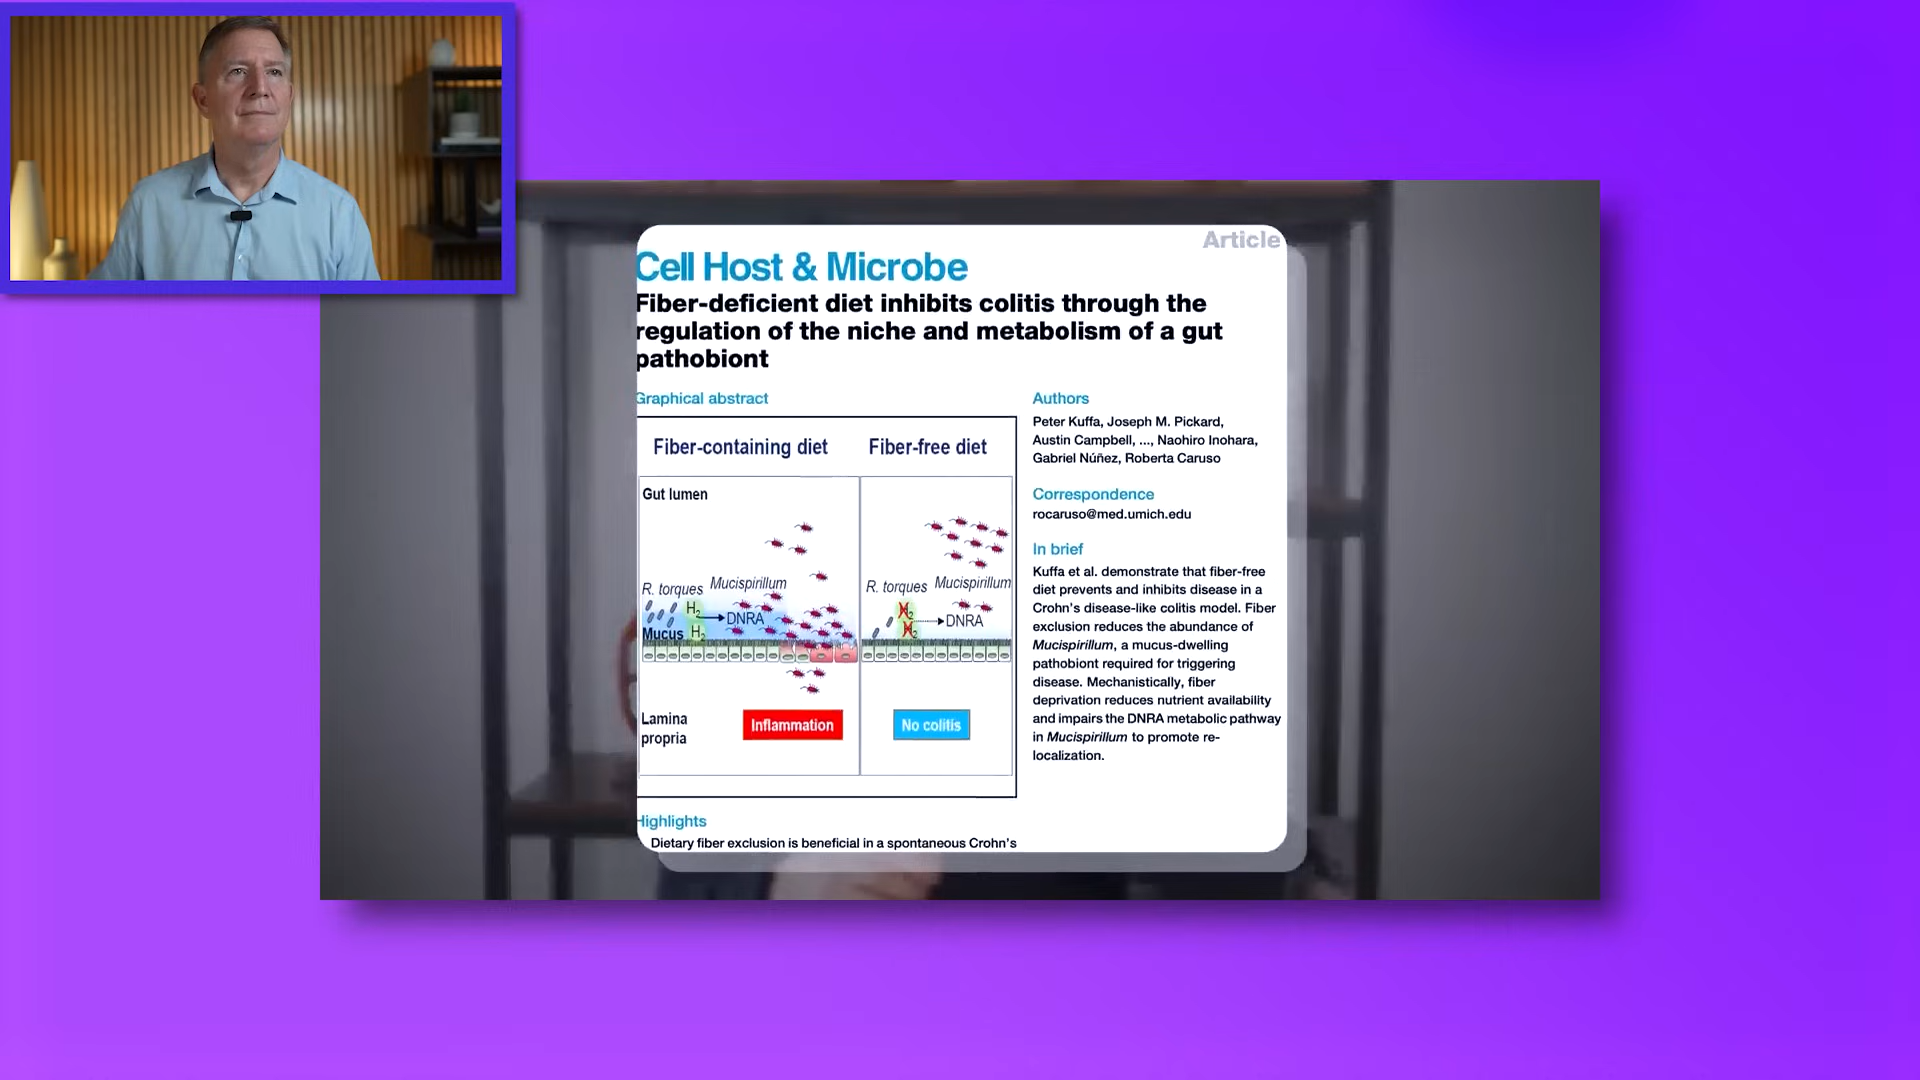 Article
Cell Host & Microbe
Fiber-deficient diet inhibits colitis through the
regulation of the niche and metabolism of a gut
pathobiont
Graphical abstract
Fiber-containing diet
Fiber-free diet
Gut lumen
R. torques
Mucispirillum
H2
DNRA
Mucus
H2
Lamina
propria
Inflammation
R. torques
Mucispirillum
H2
DNRA
H2
No colitis
Authors
Peter Kuffa, Joseph M. Pickard,
Austin Campbell, ..., Naohiro Inohara,
Gabriel Núñez, Roberta Caruso
Correspondence
rocaruso@med.umich.edu
In brief
Kuffa et al. demonstrate that fiber-free
diet prevents and inhibits disease in a
Crohn's disease-like colitis model. Fiber
exclusion reduces the abundance of
Mucispirillum, a mucus-dwelling
pathobiont required for triggering
disease. Mechanistically, fiber
deprivation reduces nutrient availability
and impairs the DNRA metabolic pathway
in Mucispirillum to promote re-
localization.
Highlights
Dietary fiber exclusion is beneficial in a spontaneous Crohn's